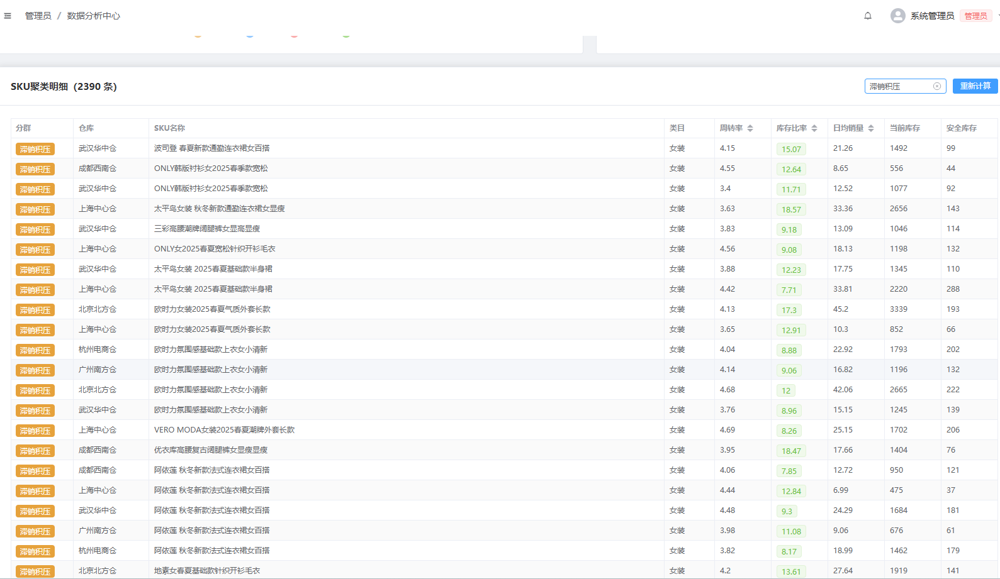 管理员 / 数据分析中心
系统管理员 管理员
SKU聚类明细（2390 条）
滞销积压 重新计算
分群 仓库 SKU名称 类目 周转率 库存比率 日均销量 当前库存 安全库存
滞销积压 武汉华中仓 波司登 春夏新款通勤连衣裙女百搭 女装 4.15 15.07 21.26 1492 99
滞销积压 成都西南仓 ONLY韩版衬衫女2025春季款宽松 女装 4.55 12.64 8.65 556 44
滞销积压 武汉华中仓 ONLY韩版衬衫女2025春季款宽松 女装 3.4 11.71 12.52 1077 92
滞销积压 上海中心仓 太平鸟女装 秋冬新款通勤连衣裙女显瘦 女装 3.63 18.57 33.36 2656 143
滞销积压 武汉华中仓 三彩高腰潮牌阔腿裤女显高显瘦 女装 3.83 9.18 13.09 1046 114
滞销积压 上海中心仓 ONLY女2025春夏宽松针织开衫毛衣 女装 4.56 9.08 18.13 1198 132
滞销积压 武汉华中仓 太平鸟女装 2025春夏基础款半身裙 女装 3.88 12.23 17.75 1345 110
滞销积压 上海中心仓 太平鸟女装 2025春夏基础款半身裙 女装 4.42 7.71 33.81 2220 288
滞销积压 北京北方仓 欧时力女装2025春夏气质外套长款 女装 4.13 17.3 45.2 3339 193
滞销积压 上海中心仓 欧时力女装2025春夏气质外套长款 女装 3.65 12.91 10.3 852 66
滞销积压 杭州电商仓 欧时力氛围感基础款上衣女小清新 女装 4.04 8.88 22.92 1793 202
滞销积压 广州南方仓 欧时力氛围感基础款上衣女小清新 女装 4.14 9.06 16.82 1196 132
滞销积压 北京北方仓 欧时力氛围感基础款上衣女小清新 女装 4.68 12 42.06 2665 222
滞销积压 武汉华中仓 欧时力氛围感基础款上衣女小清新 女装 3.76 8.96 15.15 1245 139
滞销积压 上海中心仓 VERO MODA女装2025春夏潮牌外套长款 女装 4.69 8.26 25.15 1702 206
滞销积压 成都西南仓 优衣库高腰复古阔腿裤女显瘦显瘦 女装 3.95 18.47 17.66 1404 76
滞销积压 成都西南仓 阿依莲 秋冬新款法式连衣裙女百搭 女装 4.06 7.85 12.72 950 121
滞销积压 上海中心仓 阿依莲 秋冬新款法式连衣裙女百搭 女装 4.44 12.84 6.99 475 37
滞销积压 武汉华中仓 阿依莲 秋冬新款法式连衣裙女百搭 女装 4.48 9.3 24.29 1684 181
滞销积压 广州南方仓 阿依莲 秋冬新款法式连衣裙女百搭 女装 3.98 11.08 9.06 676 61
滞销积压 杭州电商仓 阿依莲 秋冬新款法式连衣裙女百搭 女装 3.82 8.17 18.99 1462 179
滞销积压 北京北方仓 地素女春夏基础款针织开衫毛衣 女装 4.2 13.61 27.64 1919 141